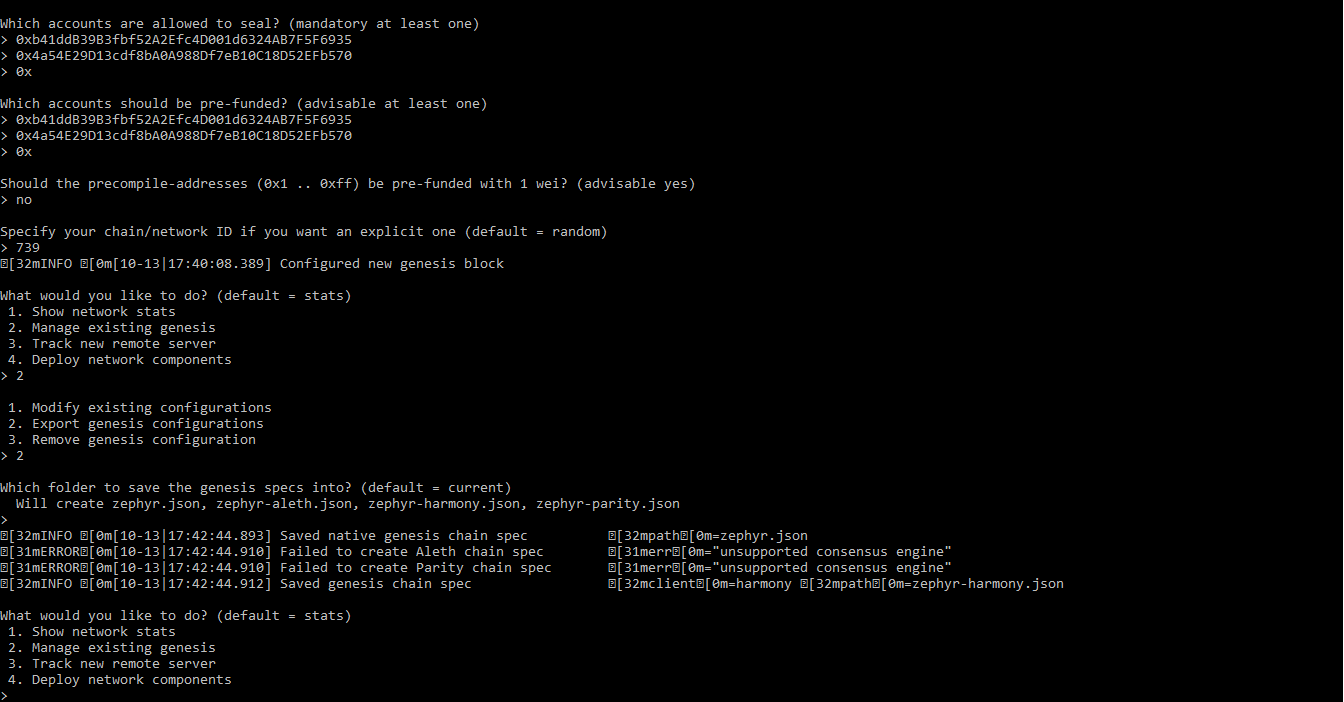 Which accounts are allowed to seal? (mandatory at least one)
> 0xb41ddB39B3fbf52A2Efc4D001d6324AB7F5F6935
> 0x4a54E29D13cdf8bA0A988Df7eB10C18D52EFb570
> 0x
Which accounts should be pre-funded? (advisable at least one)
> 0xb41ddB39B3fbf52A2Efc4D001d6324AB7F5F6935
> 0x4a54E29D13cdf8bA0A988Df7eB10C18D52EFb570
> 0x
Should the precompile-addresses (0x1 .. 0xff) be pre-funded with 1 wei? (advisable yes)
> no
Specify your chain/network ID if you want an explicit one (default = random)
> 739
[32mINFO [0m[10-13|17:40:08.389] Configured new genesis block
What would you like to do? (default = stats)
1. Show network stats
2. Manage existing genesis
3. Track new remote server
4. Deploy network components
> 2
1. Modify existing configurations
2. Export genesis configurations
3. Remove genesis configuration
> 2
Which folder to save the genesis specs into? (default = current)
Will create zephyr.json, zephyr-aleth.json, zephyr-harmony.json, zephyr-parity.json
>
[32mINFO [0m[10-13|17:42:44.893] Saved native genesis chain spec [32mpath[0m=zephyr.json
[31mERROR[0m[10-13|17:42:44.910] Failed to create Aleth chain spec [31merr[0m="unsupported consensus engine"
[31mERROR[0m[10-13|17:42:44.910] Failed to create Parity chain spec [31merr[0m="unsupported consensus engine"
[32mINFO [0m[10-13|17:42:44.912] Saved genesis chain spec [32mclient[0m=harmony [32mpath[0m=zephyr-harmony.json
What would you like to do? (default = stats)
1. Show network stats
2. Manage existing genesis
3. Track new remote server
4. Deploy network components
>